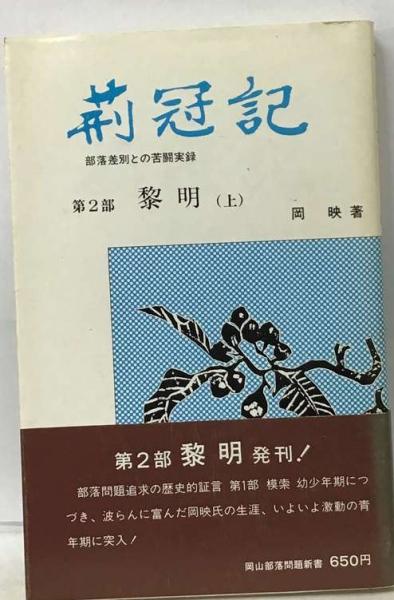 荊冠記
部落差別との苦闘実録
第2部 黎明(上)
岡 映著
第2部 黎明 発刊!
部落問題追求の歴史的証言 第1部 模索 幼少年期につ
づき、波らんに富んだ岡映氏の生涯、いよいよ激動の青
年期に突入!
岡山部落問題新書 650円